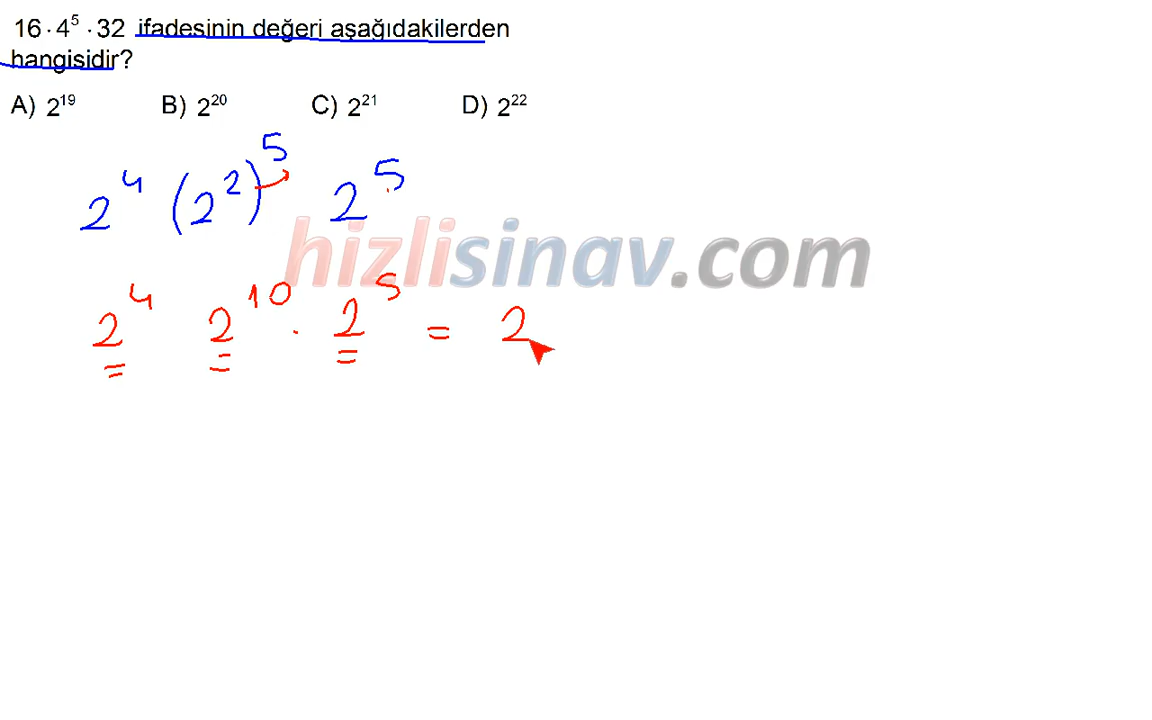 16 · 4⁵ · 32 ifadesinin değeri aşağıdakilerden
hangisidir?
A) 2¹⁹ B) 2²⁰ C) 2²¹ D) 2²²
2⁴ (2²)⁵ 2⁵
hizlisinav.com
2⁴ 2¹⁰ · 2⁵ = 2